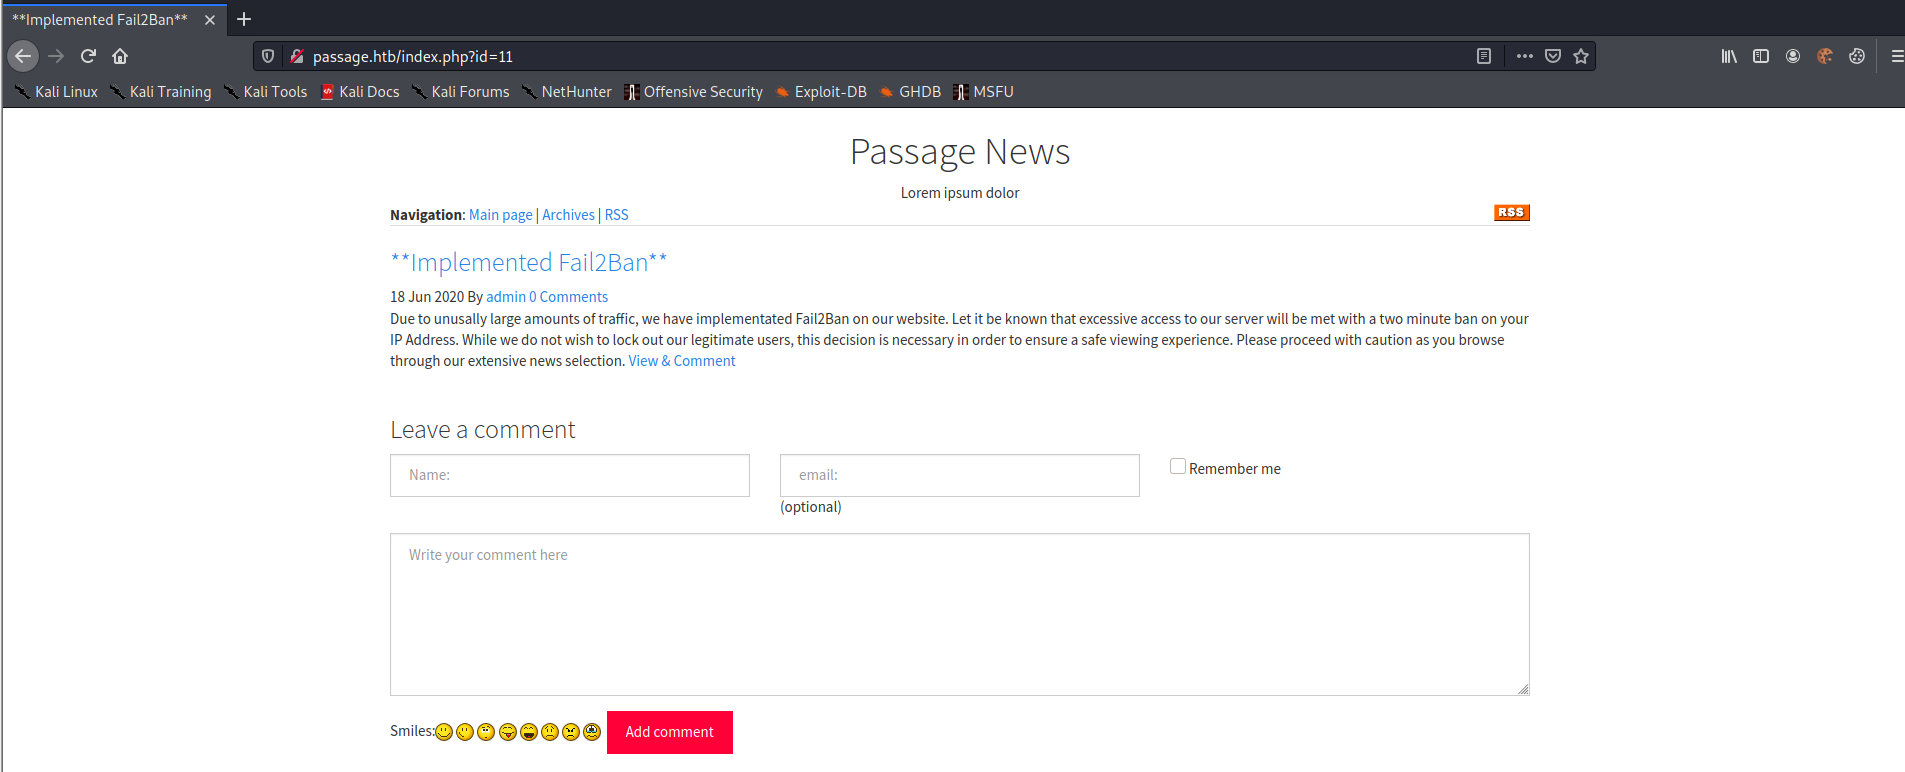 **Implemented Fail2Ban**
passage.htb/index.php?id=11
Kali Linux Kali Training Kali Tools Kali Docs Kali Forums NetHunter Offensive Security Exploit-DB GHDB MSFU
Passage News
Lorem ipsum dolor
Navigation: Main page | Archives | RSS RSS
**Implemented Fail2Ban**
18 Jun 2020 By admin 0 Comments
Due to unusally large amounts of traffic, we have implementated Fail2Ban on our website. Let it be known that excessive access to our server will be met with a two minute ban on your
IP Address. While we do not wish to lock out our legitimate users, this decision is necessary in order to ensure a safe viewing experience. Please proceed with caution as you browse
through our extensive news selection. View & Comment
Leave a comment
Name: email: Remember me
(optional)
Write your comment here
Smiles: Add comment